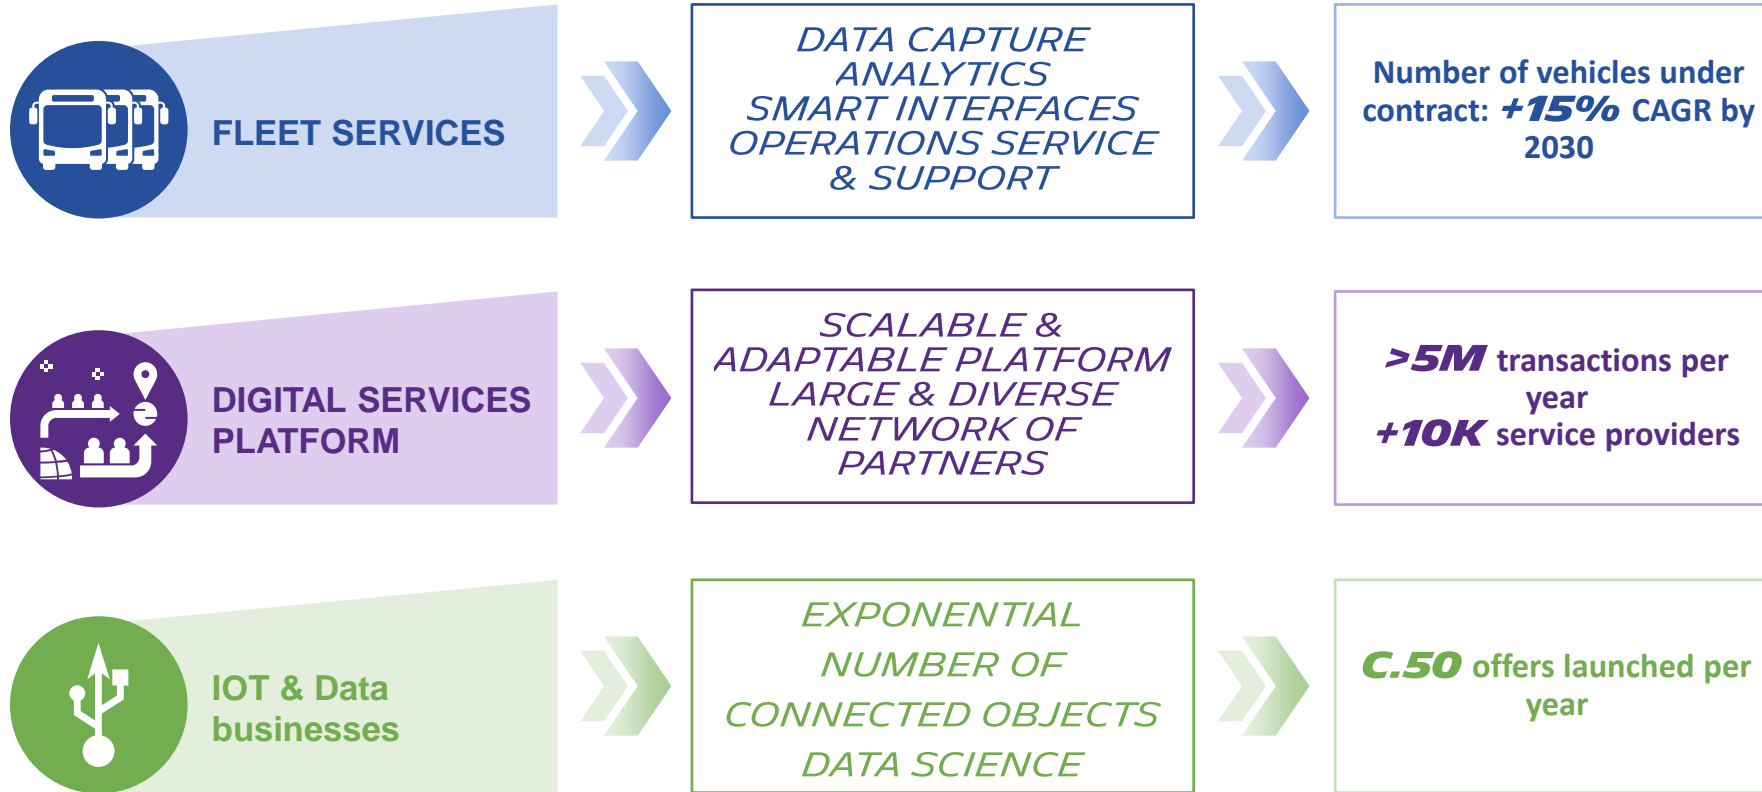 FLEET SERVICES
DATA CAPTURE
ANALYTICS
SMART INTERFACES
OPERATIONS SERVICE
& SUPPORT
Number of vehicles under
contract: +15% CAGR by
2030
DIGITAL SERVICES
PLATFORM
SCALABLE &
ADAPTABLE PLATFORM
LARGE & DIVERSE
NETWORK OF
PARTNERS
>5M transactions per
year
+10K service providers
IOT & Data
businesses
EXPONENTIAL
NUMBER OF
CONNECTED OBJECTS
DATA SCIENCE
C.50 offers launched per
year